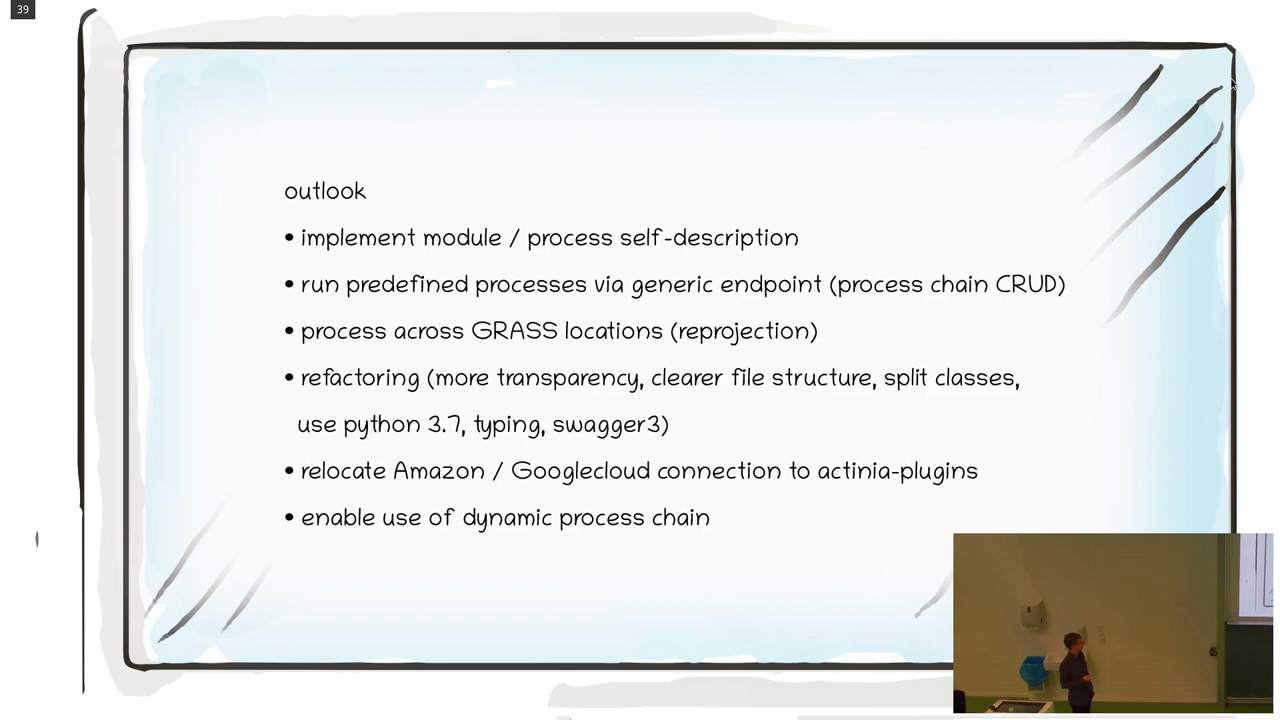 39
outlook
• implement module / process self-description
• run predefined processes via generic endpoint (process chain CRUD)
• process across GRASS locations (reprojection)
• refactoring (more transparency, clearer file structure, split classes,
use python 3.7, typing, swagger3)
• relocate Amazon / Googlecloud connection to actinia-plugins
• enable use of dynamic process chain